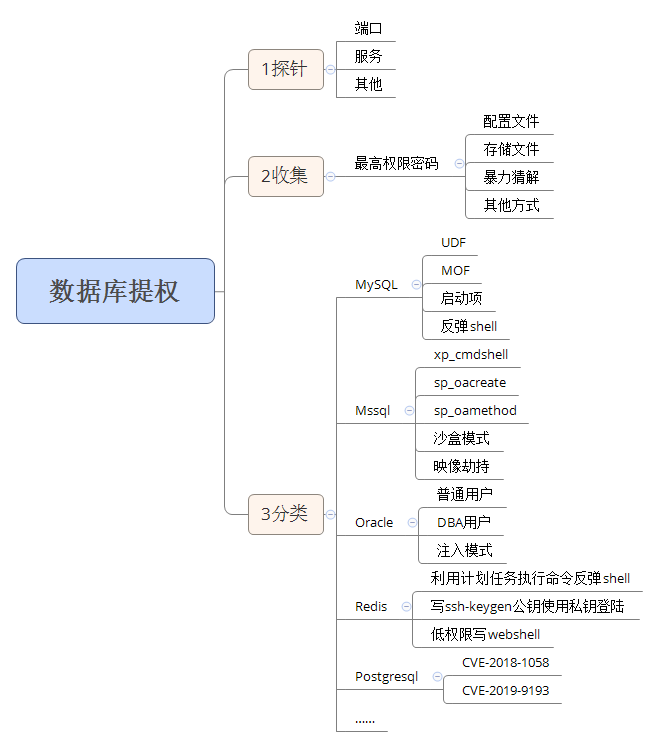 数据库提权
1探针
端口
服务
其他
2收集
最高权限密码
配置文件
存储文件
暴力猜解
其他方式
3分类
MySQL
UDF
MOF
启动项
反弹shell
Mssql
xp_cmdshell
sp_oacreate
sp_oamethod
沙盒模式
映像劫持
Oracle
普通用户
DBA用户
注入模式
Redis
利用计划任务执行命令反弹shell
写ssh-keygen公钥使用私钥登陆
低权限写webshell
Postgresql
CVE-2018-1058
CVE-2019-9193
......